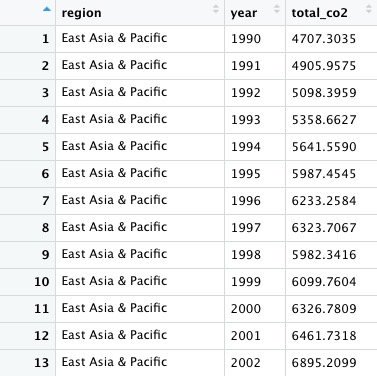 region year total_co2
1 East Asia & Pacific 1990 4707.3035
2 East Asia & Pacific 1991 4905.9575
3 East Asia & Pacific 1992 5098.3959
4 East Asia & Pacific 1993 5358.6627
5 East Asia & Pacific 1994 5641.5590
6 East Asia & Pacific 1995 5987.4545
7 East Asia & Pacific 1996 6233.2584
8 East Asia & Pacific 1997 6323.7067
9 East Asia & Pacific 1998 5982.3416
10 East Asia & Pacific 1999 6099.7604
11 East Asia & Pacific 2000 6326.7809
12 East Asia & Pacific 2001 6461.7318
13 East Asia & Pacific 2002 6895.2099